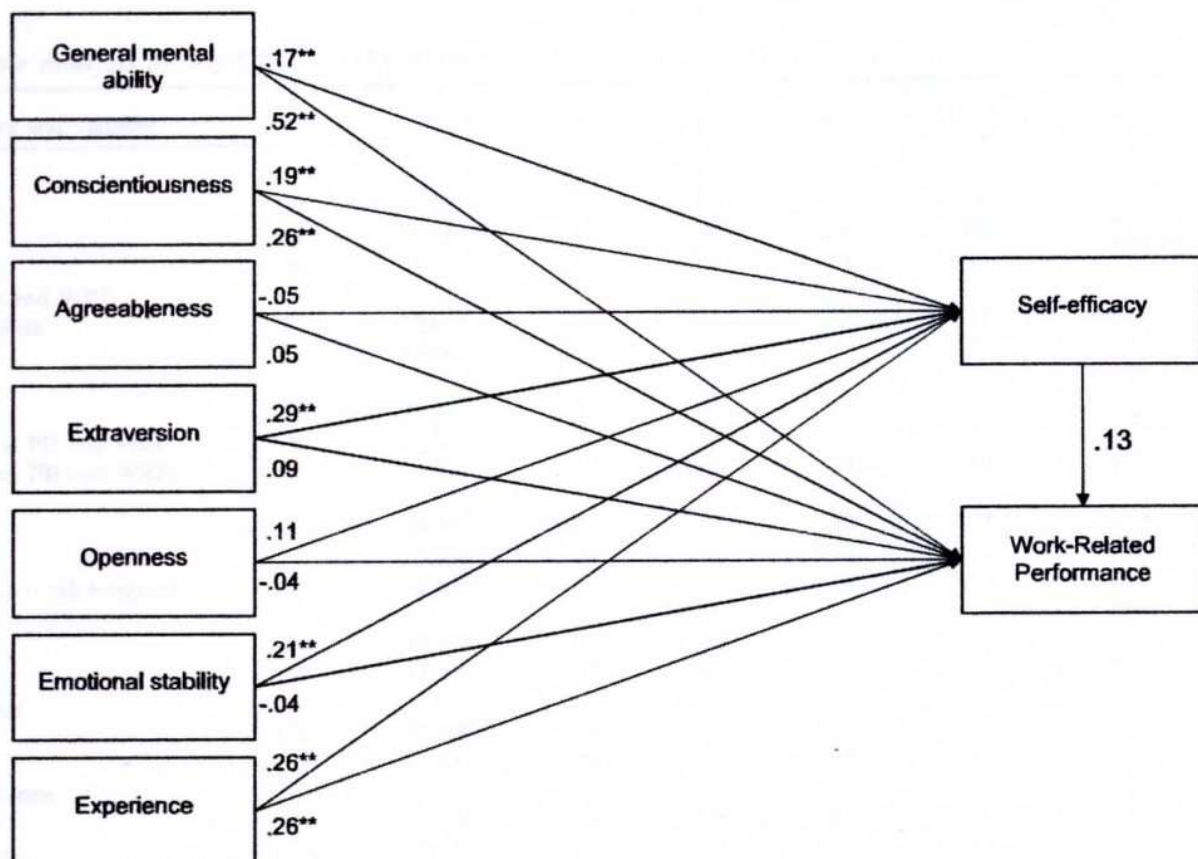 General mental
ability
.17**
.52**
Conscientiousness
.19**
.26**
Agreeableness
-.05
.05
Extraversion
.29**
.09
Openness
.11
-.04
Emotional stability
.21**
-.04
Experience
.26**
.26**
Self-efficacy
.13
Work-Related
Performance